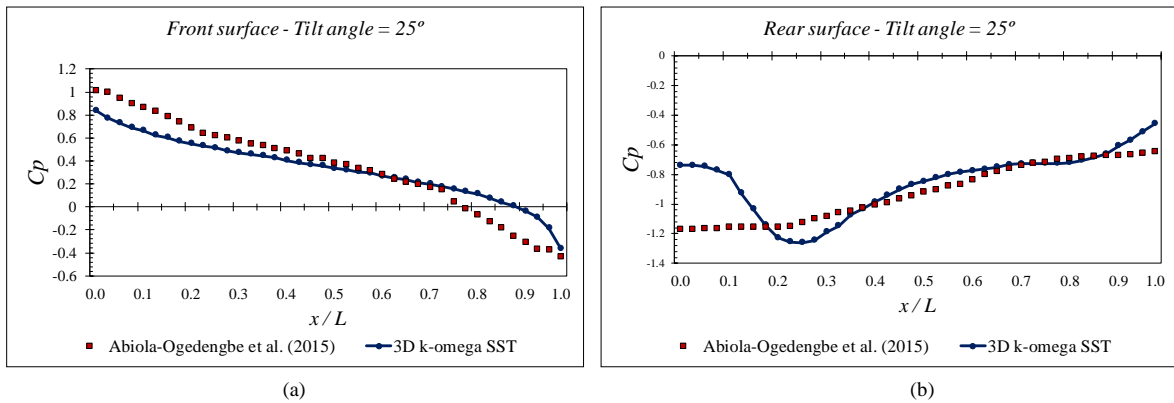 Front surface - Tilt angle = 25º
Cp
1.2
1
0.8
0.6
0.4
0.2
0
-0.2
-0.4
-0.6
0.0 0.1 0.2 0.3 0.4 0.5 0.6 0.7 0.8 0.9 1.0
x / L
Abiola-Ogedengbe et al. (2015) 3D k-omega SST
(a)
Rear surface - Tilt angle = 25º
Cp
0
-0.2
-0.4
-0.6
-0.8
-1
-1.2
-1.4
0.0 0.1 0.2 0.3 0.4 0.5 0.6 0.7 0.8 0.9 1.0
x / L
Abiola-Ogedengbe et al. (2015) 3D k-omega SST
(b)